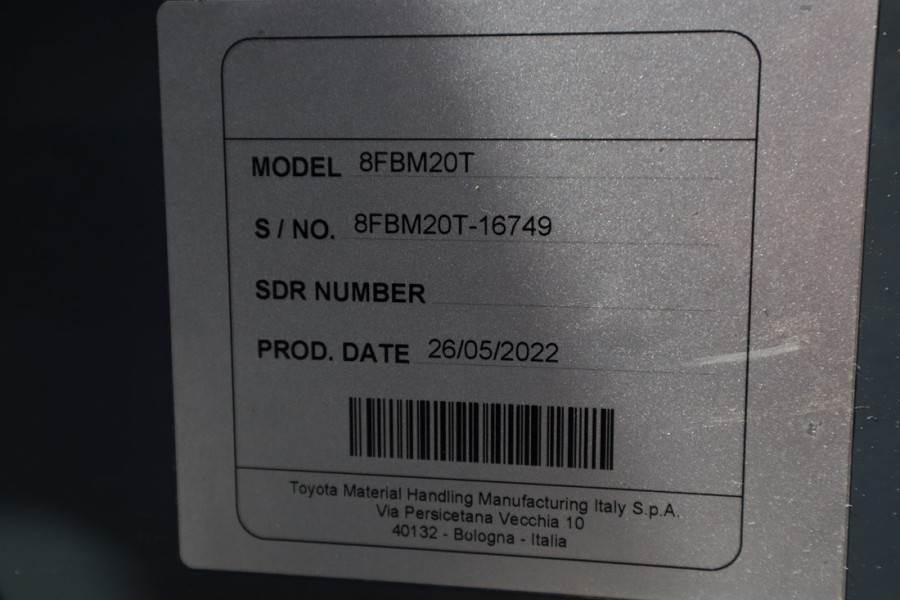 MODEL 8FBM20T
S / NO. 8FBM20T-16749
SDR NUMBER
PROD. DATE 26/05/2022
Toyota Material Handling Manufacturing Italy S.p.A.
Via Persicetana Vecchia 10
40132 - Bologna - Italia